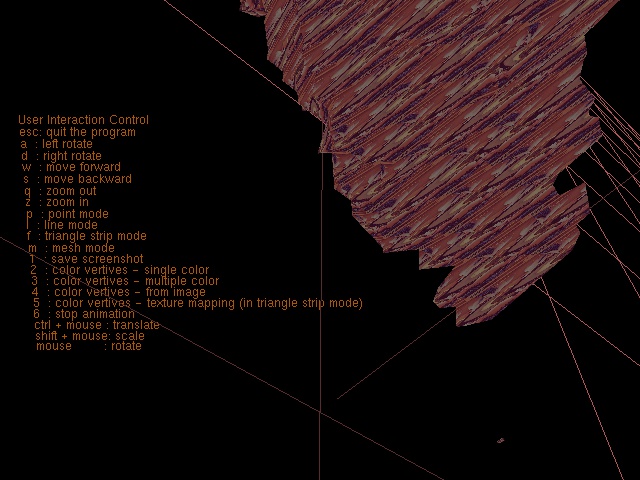 User Interaction Control
esc: quit the program
a : left rotate
d : right rotate
w : move forward
s : move backward
q : zoom out
z : zoom in
p : point mode
l : line mode
f : triangle strip mode
m : mesh mode
1 : save screenshot
2 : color vertives - single color
3 : color vertives - multiple color
4 : color vertives - from image
5 : color vertives - texture mapping (in triangle strip mode)
6 : stop animation
ctrl + mouse : translate
shift + mouse: scale
mouse : rotate